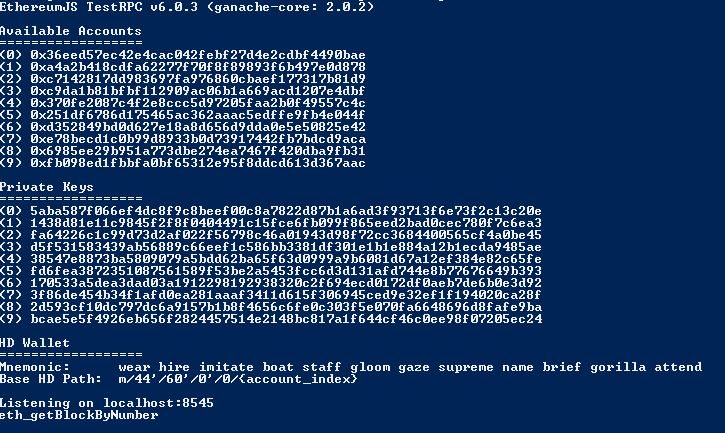 EthereumJS TestRPC v6.0.3 (ganache-core: 2.0.2)
Available Accounts
==================
(0) 0x36eed57ec42e4cac042febf27d4e2cdbf4490bae
(1) 0xa4a2b418cdfa62277f70f8f89893f6b497e0d878
(2) 0xc7142817dd983697fa976860cbaef177317b81d9
(3) 0xc9da1b81bfbf112909ac06b1a669acd1207e4dbf
(4) 0x370fe2087c4f2e8ccc5d97205faa2b0f49557c4c
(5) 0x251df6786d175465ac362aaac5edffe9fb4e044f
(6) 0xd352849bd0d627e18a8d656d9dda0e5e50825e42
(7) 0xe78becd1c0b99d8933b0d73917442fb7bdcd9aca
(8) 0x6985ee29b951a773dbe274ea7467f420dba9fb31
(9) 0xfb098ed1fbbfa0bf65312e95f8ddcd613d367aac
Private Keys
==================
(0) 5aba587f066ef4dc8f9c8beef00c8a7822d87b1a6ad3f93713f6e73f2c13c20e
(1) 1438d81e11c9845f2f8f0404491c15fce6fb099f865eed2bad0cec780f7c6ea3
(2) fa64226c1c99d73d2af022f56798c46a01943d98f72cc3684400565cf4a0be45
(3) d5f531583439ab56889c66eef1c586bb3381df301e1b1e884a12b1ecda9485ae
(4) 38547e8873ba5809079a5bdd62ba65f63d0999a9b6081d67a12ef384e82c65fe
(5) fd6fea3872351087561589f53be2a5453fcc6d3d131afd744e8b77676649b393
(6) 170533a5dea3dad03a1912298192938320c2f694ecd0172df0aeb7de6b0e3d92
(7) 3f86de454b34f1afd0ea281aaaf3411d615f306945ced9e32ef1f194020ca28f
(8) 2d593cf10dc797dc6a9157b1b8f4656c6fe0c303f5e070fa6648696d8fafe9ba
(9) bcae5e5f4926eb656f2824457514e2148bc817a1f644cf46c0ee98f07205ec24
HD Wallet
==================
Mnemonic:      wear hire imitate boat staff gloom gaze supreme name brief gorilla attend
Base HD Path:  m/44'/60'/0'/0/{account_index}
Listening on localhost:8545
eth_getBlockByNumber